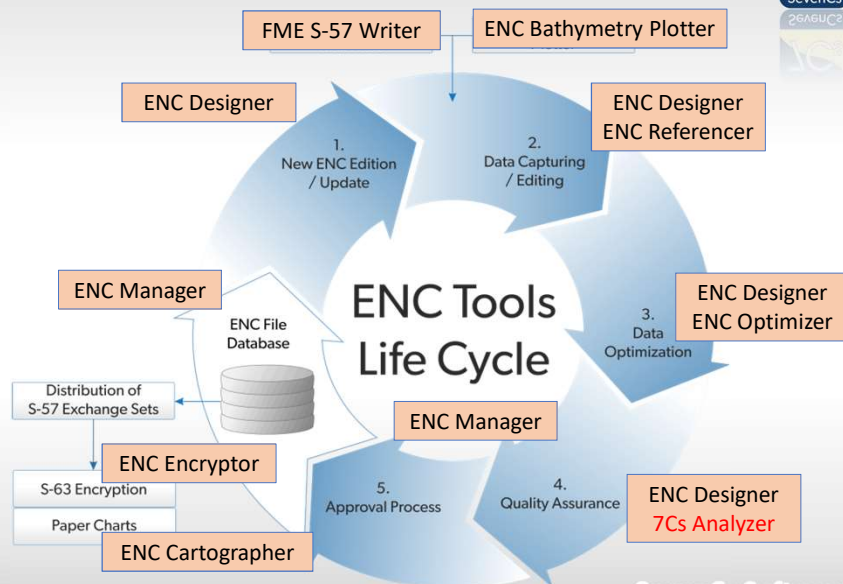 SevenCs
FME S-57 Writer
ENC Bathymetry Plotter
ENC Designer
1.
New ENC Edition
/ Update
ENC Designer
ENC Referencer
2.
Data Capturing
/ Editing
ENC Manager
ENC File
Database
ENC Tools
Life Cycle
ENC Designer
ENC Optimizer
3.
Data
Optimization
Distribution of
S-57 Exchange Sets
ENC Manager
ENC Encryptor
S-63 Encryption
Paper Charts
ENC Cartographer
5.
Approval Process
4.
Quality Assurance
ENC Designer
7Cs Analyzer